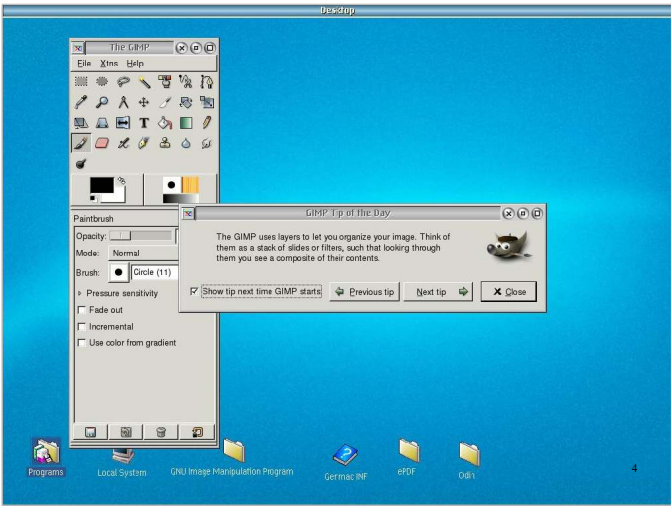 Desktop
The GIMP
File Xtns Help
GIMP Tip of the Day
The GIMP uses layers to let you organize your image. Think of
them as a stack of slides or filters, such that looking through
them you see a composite of their contents.
Show tip next time GIMP starts
Previous tip
Next tip
Close
Paintbrush
Opacity:
Mode: Normal
Brush: Circle (11)
Pressure sensitivity
Fade out
Incremental
Use color from gradient
Programs
Local System
GNU Image Manipulation Program
Germac INF
ePDF
Odin
4